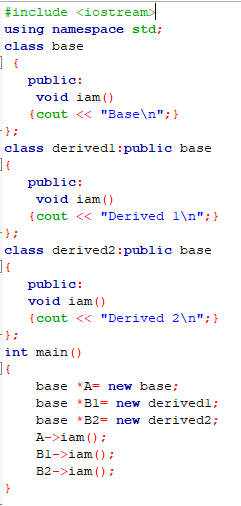 #include <iostream>
using namespace std;
class base
{
public:
void iam()
{cout << "Base\n";}
};
class derived1:public base
{
public:
void iam()
{cout << "Derived 1\n";}
};
class derived2:public base
{
public:
void iam()
{cout << "Derived 2\n";}
};
int main()
{
base *A= new base;
base *B1= new derived1;
base *B2= new derived2;
A->iam();
B1->iam();
B2->iam();
}